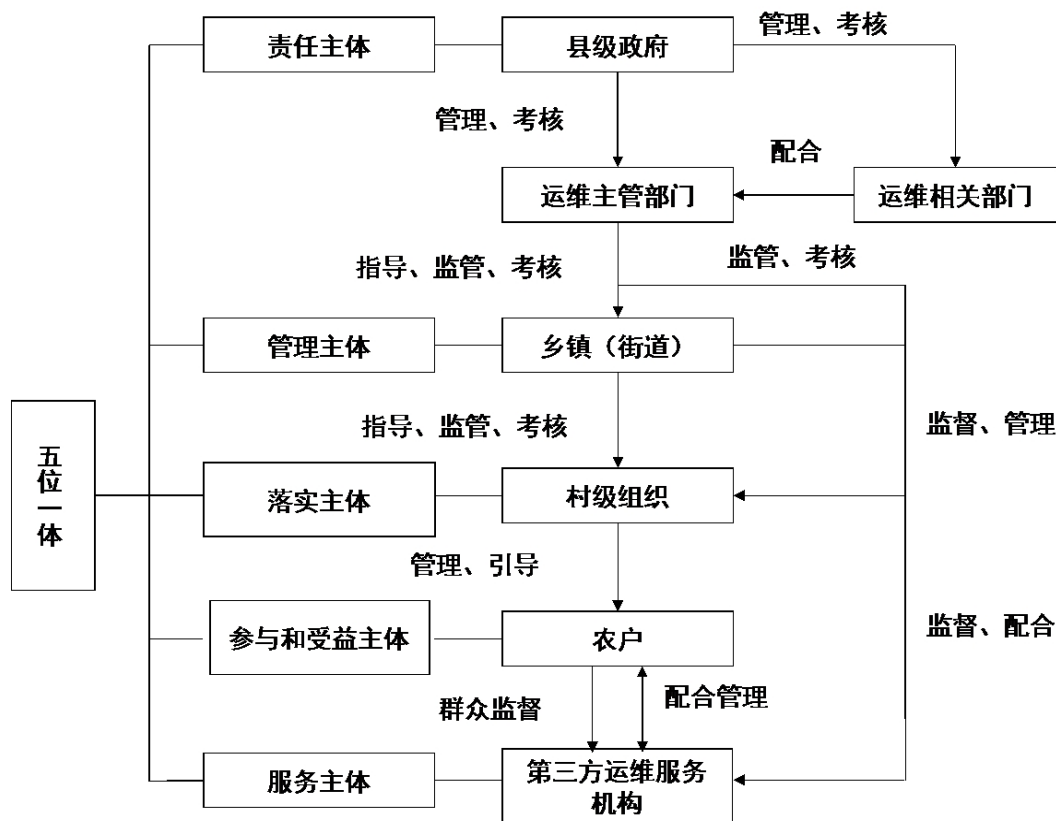 责任主体
县级政府
管理、考核
管理、考核
配合
运维主管部门
运维相关部门
指导、监管、考核
监管、考核
管理主体
乡镇（街道）
五位一体
指导、监管、考核
监督、管理
落实主体
村级组织
管理、引导
参与和受益主体
农户
监督、配合
群众监督
配合管理
服务主体
第三方运维服务
机构